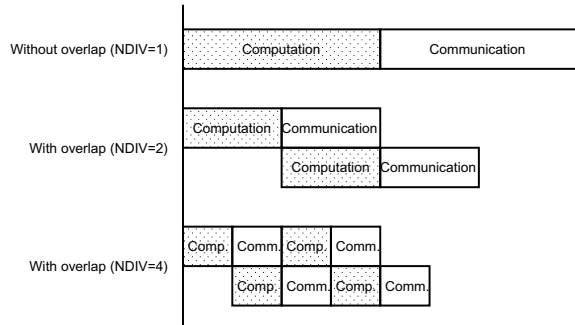 Without overlap (NDIV=1)
Computation Communication
With overlap (NDIV=2)
Computation Communication
Computation Communication
With overlap (NDIV=4)
Comp. Comm. Comp. Comm.
Comp. Comm. Comp. Comm.